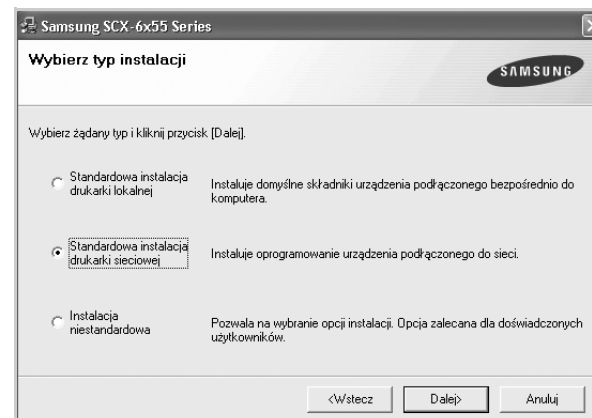 Samsung SCX-6x55 Series
Wybierz typ instalacji
SAMSUNG
Wybierz żądany typ i kliknij przycisk [Dalej].
Standardowa instalacja
drukarki lokalnej
Instaluje domyślne składniki urządzenia podłączonego bezpośrednio do
komputera.
Standardowa instalacja
drukarki sieciowej
Instaluje oprogramowanie urządzenia podłączonego do sieci.
Instalacja
niestandardowa
Pozwala na wybranie opcji instalacji. Opcja zalecana dla doświadczonych
użytkowników.
<Wstecz Dalej> Anuluj